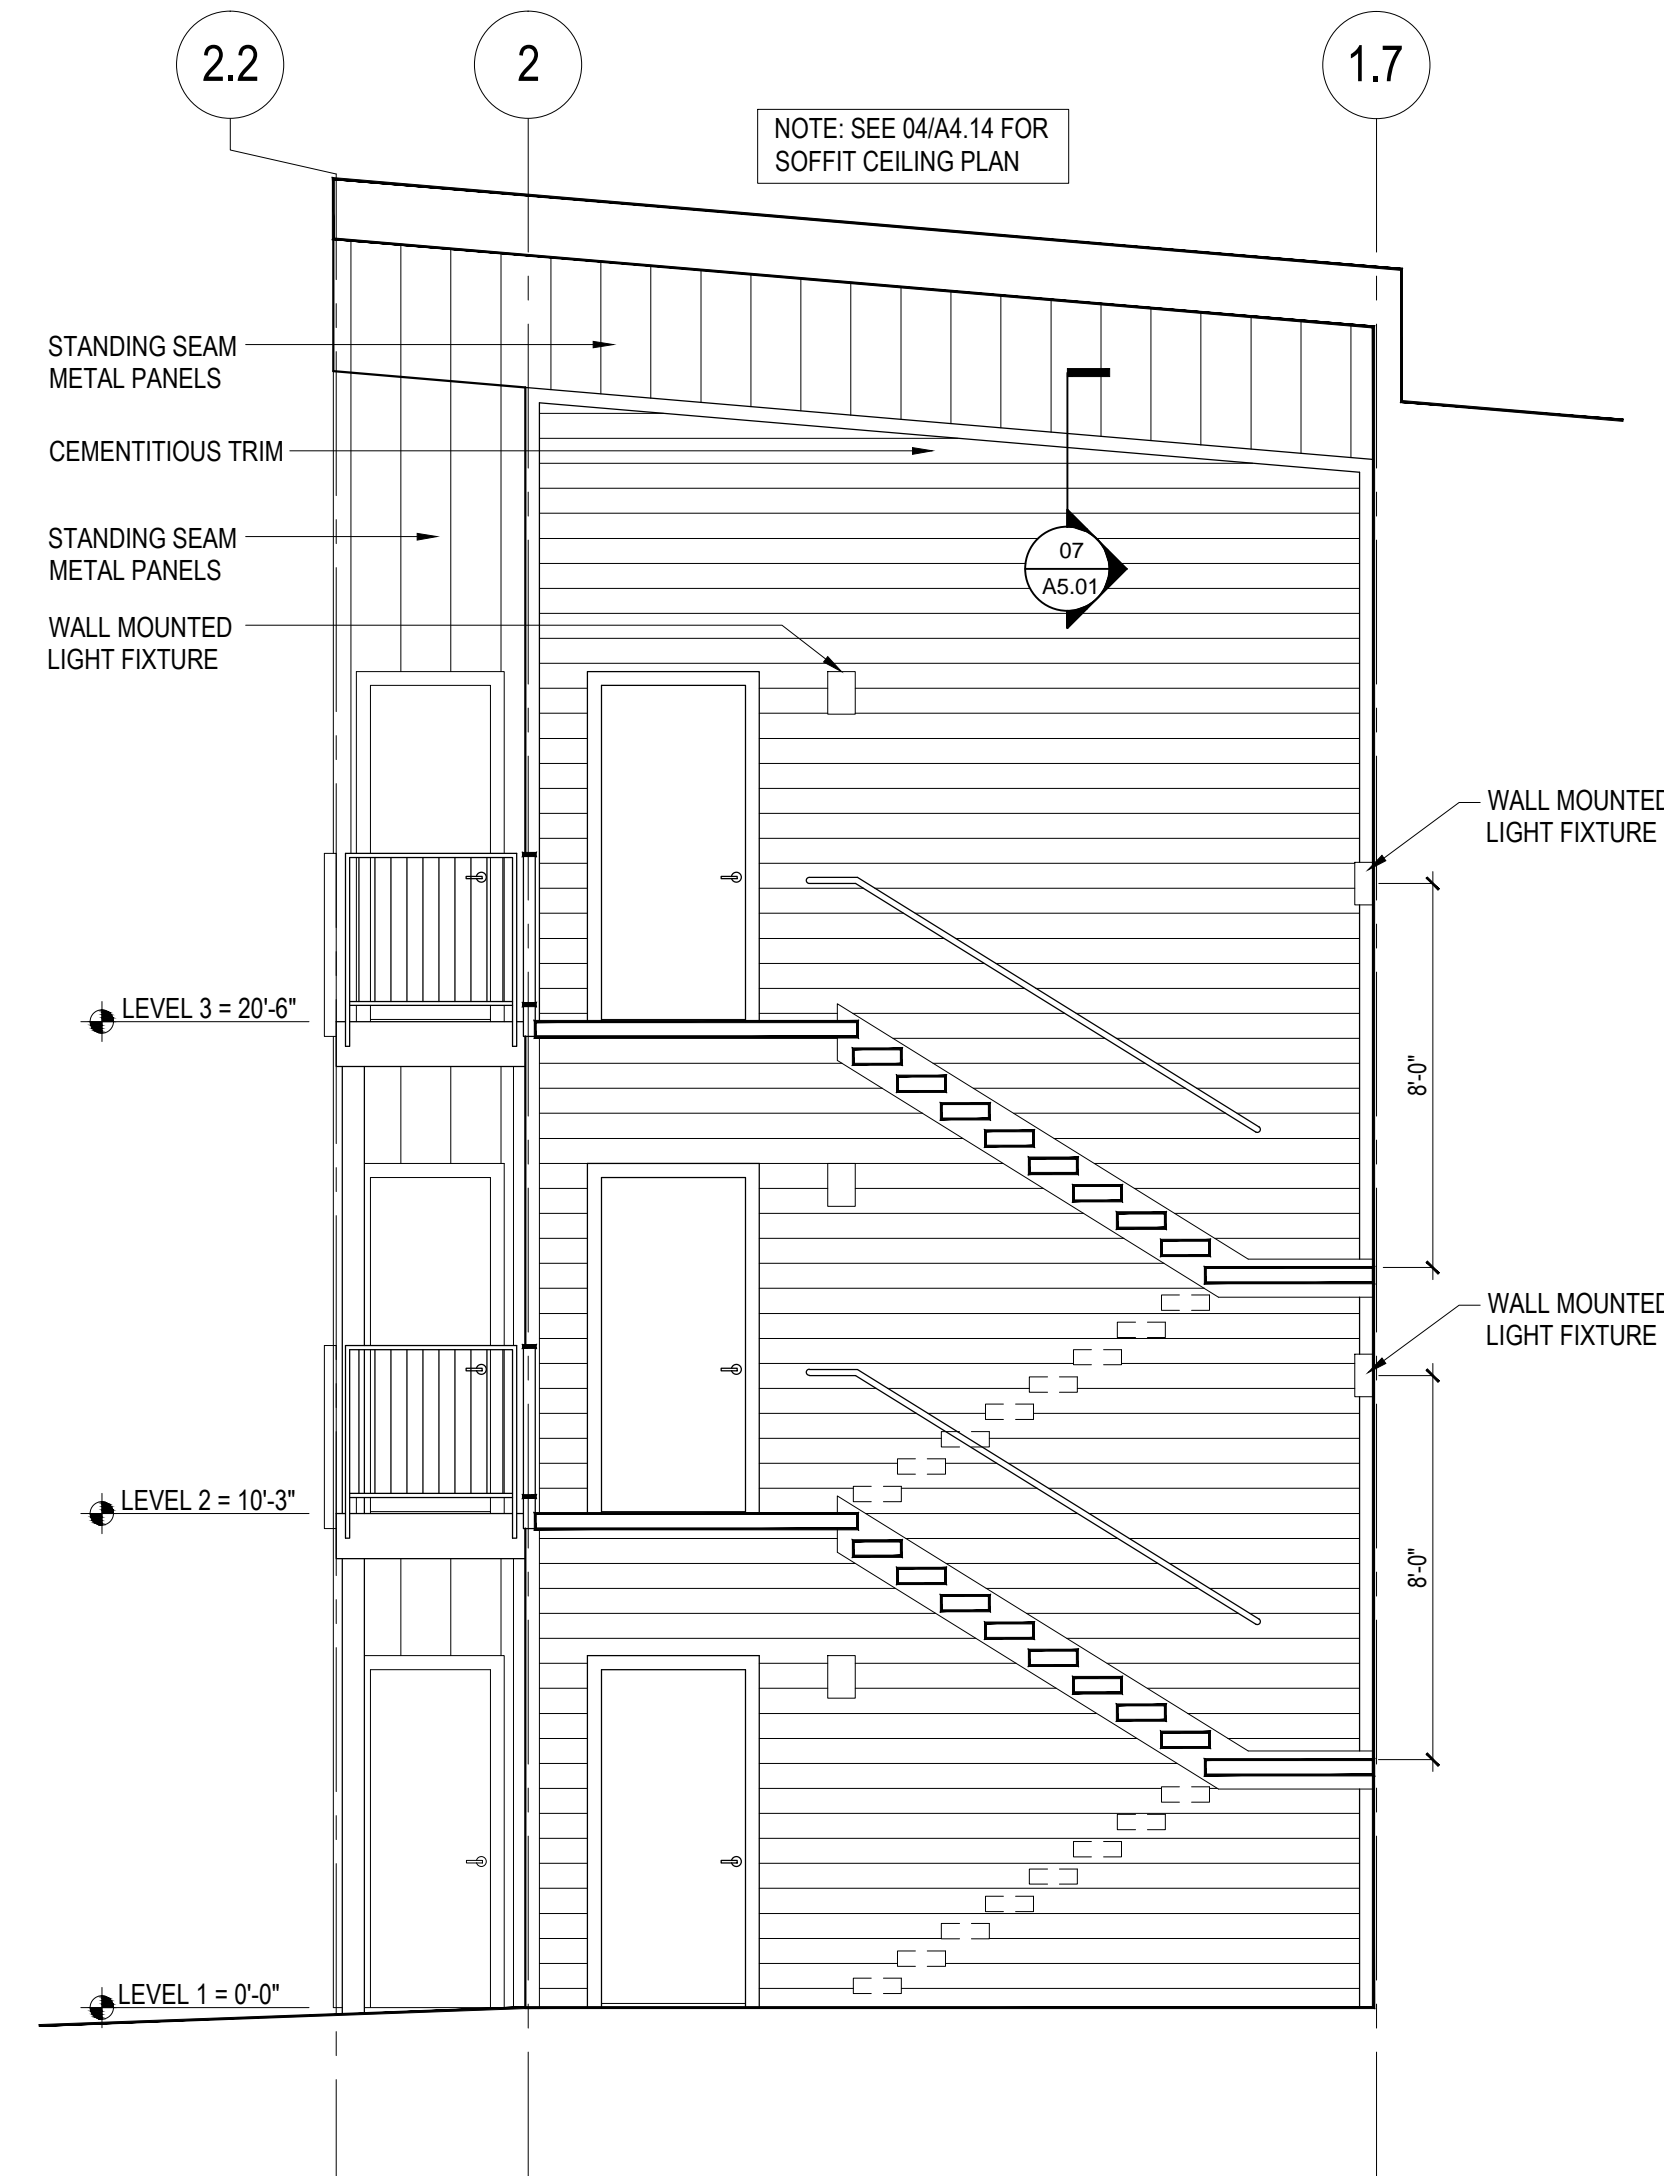 2.2
2
1.7
NOTE: SEE 04/A4.14 FOR
SOFFIT CEILING PLAN
STANDING SEAM
METAL PANELS
CEMENTITIOUS TRIM
STANDING SEAM
METAL PANELS
07
A5.01
WALL MOUNTED
LIGHT FIXTURE
WALL MOUNTED
LIGHT FIXTURE
LEVEL 3 = 20'-6"
8'-0"
WALL MOUNTED
LIGHT FIXTURE
LEVEL 2 = 10'-3"
8'-0"
LEVEL 1 = 0'-0"